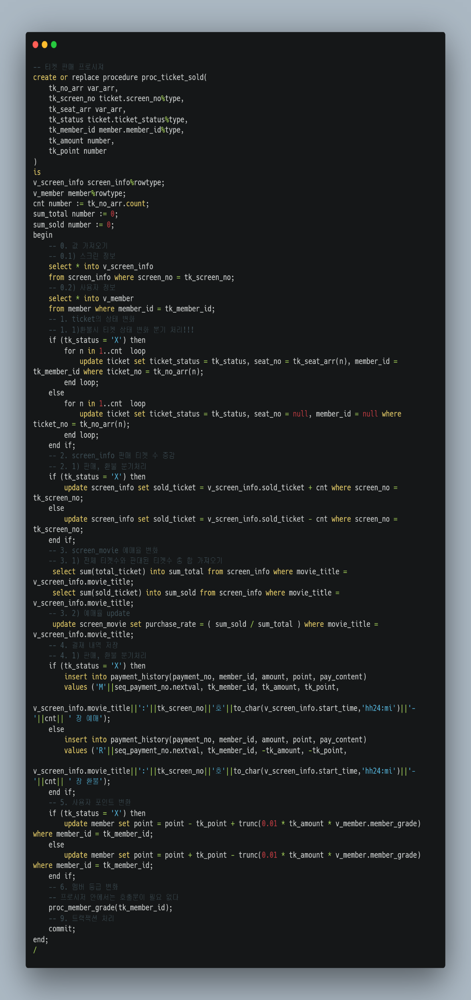 -- 티켓 판매 프로시져
create or replace procedure proc_ticket_sold(
    tk_no_arr var_arr,
    tk_screen_no ticket.screen_no%type,
    tk_seat_arr var_arr,
    tk_status ticket.ticket_status%type,
    tk_member_id member.member_id%type,
    tk_amount number,
    tk_point number
)
is
v_screen_info screen_info%rowtype;
v_member member%rowtype;
cnt number := tk_no_arr.count;
sum_total number := 0;
sum_sold number := 0;
begin
    -- 0. 값 가져오기
    -- 0.1) 스크린 정보
    select * into v_screen_info
    from screen_info where screen_no = tk_screen_no;
    -- 0.2) 사용자 정보
    select * into v_member
    from member where member_id = tk_member_id;
    -- 1. ticket의 상태 변화
    -- 1. 1)환불시 티켓 상태 변화 분기 처리!!!
    if (tk_status = 'X') then
        for n in 1..cnt  loop
            update ticket set ticket_status = tk_status, seat_no = tk_seat_arr(n), member_id =
tk_member_id where ticket_no = tk_no_arr(n);
        end loop;
    else
        for n in 1..cnt  loop
            update ticket set ticket_status = tk_status, seat_no = null, member_id = null where
ticket_no = tk_no_arr(n);
        end loop;
    end if;
    -- 2. screen_info 판매 티켓 수 증감
    -- 2. 1) 판매, 환불 분기처리
    if (tk_status = 'X') then
        update screen_info set sold_ticket = v_screen_info.sold_ticket + cnt where screen_no =
tk_screen_no;
    else
        update screen_info set sold_ticket = v_screen_info.sold_ticket - cnt where screen_no =
tk_screen_no;
    end if;
    -- 3. screen_movie 예매율 변화
    -- 3. 1) 전체 티켓수와 판대된 티켓수 총 합 가져오기
     select sum(total_ticket) into sum_total from screen_info where movie_title =
v_screen_info.movie_title;
     select sum(sold_ticket) into sum_sold from screen_info where movie_title =
v_screen_info.movie_title;
    -- 3. 2) 예매율 update
     update screen_movie set purchase_rate = ( sum_sold / sum_total ) where movie_title =
v_screen_info.movie_title;
    -- 4. 결재 내역 저장
    -- 4. 1) 판매, 환불 분기처리
    if (tk_status = 'X') then
        insert into payment_history(payment_no, member_id, amount, point, pay_content)
        values ('M'||seq_payment_no.nextval, tk_member_id, tk_amount, tk_point,
v_screen_info.movie_title||':'||tk_screen_no||'호'||to_char(v_screen_info.start_time,'hh24:mi')||'-
'||cnt|| ' 장 예매');
    else
        insert into payment_history(payment_no, member_id, amount, point, pay_content)
        values ('R'||seq_payment_no.nextval, tk_member_id, -tk_amount, -tk_point,
v_screen_info.movie_title||':'||tk_screen_no||'호'||to_char(v_screen_info.start_time,'hh24:mi')||'-
'||cnt|| ' 장 환불');
    end if;
    -- 5. 사용자 포인트 변환
    if (tk_status = 'X') then
        update member set point = point - tk_point + trunc(0.01 * tk_amount * v_member.member_grade)
where member_id = tk_member_id;
    else
        update member set point = point + tk_point - trunc(0.01 * tk_amount * v_member.member_grade)
where member_id = tk_member_id;
    end if;
    -- 6. 멤버 등급 변화
    -- 프로시저 안에서는 호출문이 필요 없다
    proc_member_grade(tk_member_id);
    -- 9. 트랙잭션 처리
    commit;
end;
/